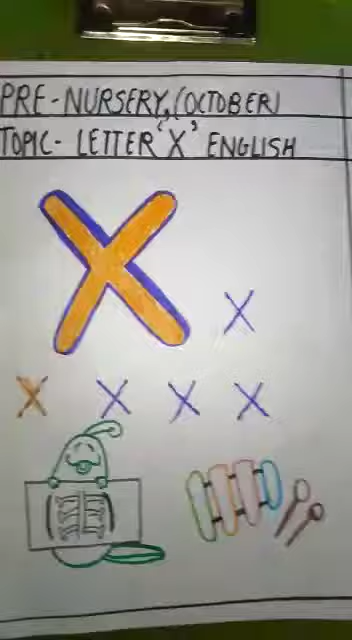 PRE-NURSERY,(OCTOBER)
TOPIC- LETTER 'X' ENGLISH
X
X
X X X X